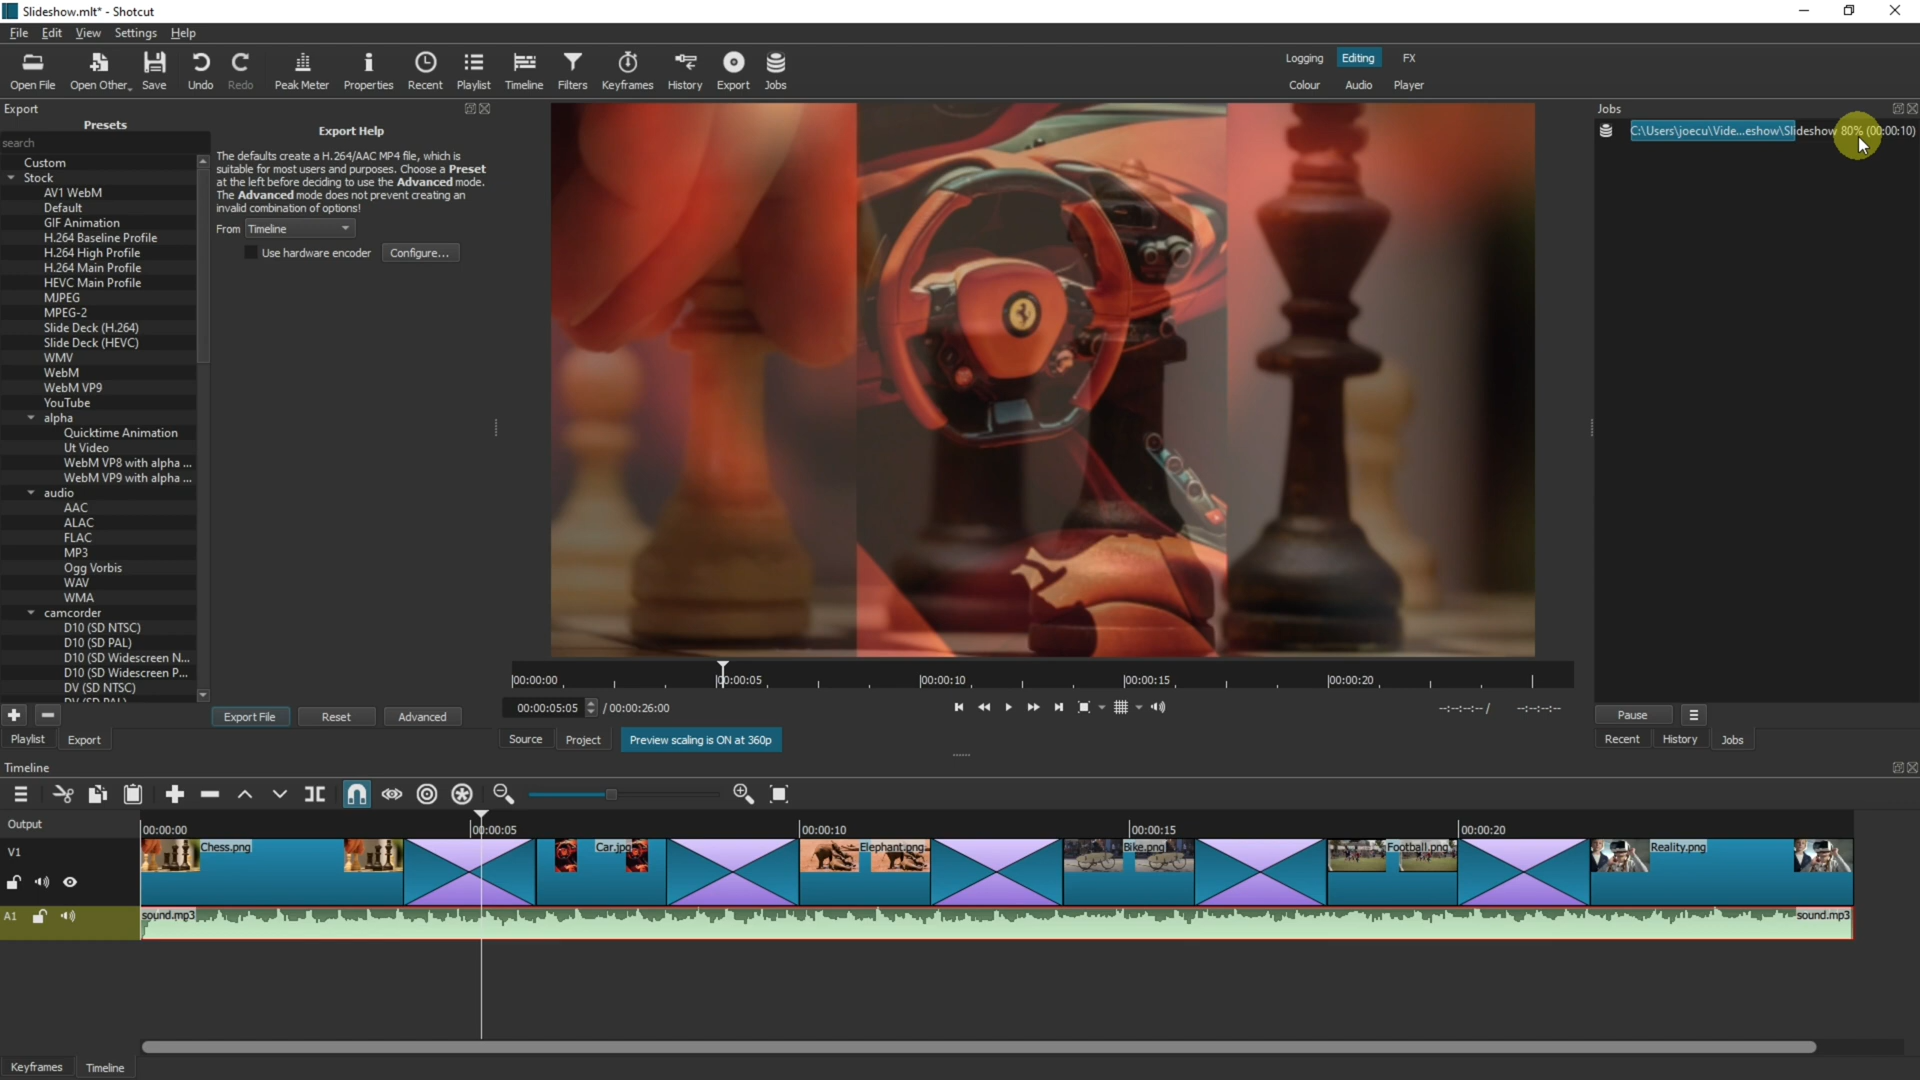 Slideshow.mlt* - Shotcut
File Edit View Settings Help
Open File Open Other... Save Undo Redo Peak Meter Properties Recent Playlist Timeline Filters Keyframes History Export Jobs
Logging Editing FX
Colour Audio Player
Export
Presets
search
Custom
Stock
AV1 WebM
Default
GIF Animation
H.264 Baseline Profile
H.264 High Profile
H.264 Main Profile
HEVC Main Profile
MJPEG
MPEG-2
Slide Deck (H.264)
Slide Deck (HEVC)
WMV
WebM
WebM VP9
YouTube
alpha
Quicktime Animation
Ut Video
WebM VP8 with alpha ...
WebM VP9 with alpha ...
audio
AAC
ALAC
FLAC
MP3
Ogg Vorbis
WAV
WMA
camcorder
D10 (SD NTSC)
D10 (SD PAL)
D10 (SD Widescreen N...
D10 (SD Widescreen P...
DV (SD NTSC)
DV (SD PAL)
Export Help
The defaults create a H.264/AAC MP4 file, which is
suitable for most users and purposes. Choose a Preset
at the left before deciding to use the Advanced mode.
The Advanced mode does not prevent creating an
invalid combination of options!
From Timeline
Use hardware encoder Configure...
Export File Reset Advanced
Playlist Export
00:00:00 00:00:05 00:00:10 00:00:15 00:00:20
00:00:05:05 / 00:00:26:00 --:--:--:-- / --:--:--:--
Source Project Preview scaling is ON at 360p
Jobs
C:\Users\joecu\Vide...eshow\Slideshow 80% (00:00:10)
Pause
Recent History Jobs
Timeline
Output
00:00:00 00:00:05 00:00:10 00:00:15 00:00:20
V1
Chess.png Car.jpg Elephant.png Bike.png Football.png Reality.png
A1
sound.mp3 sound.mp3
Keyframes Timeline